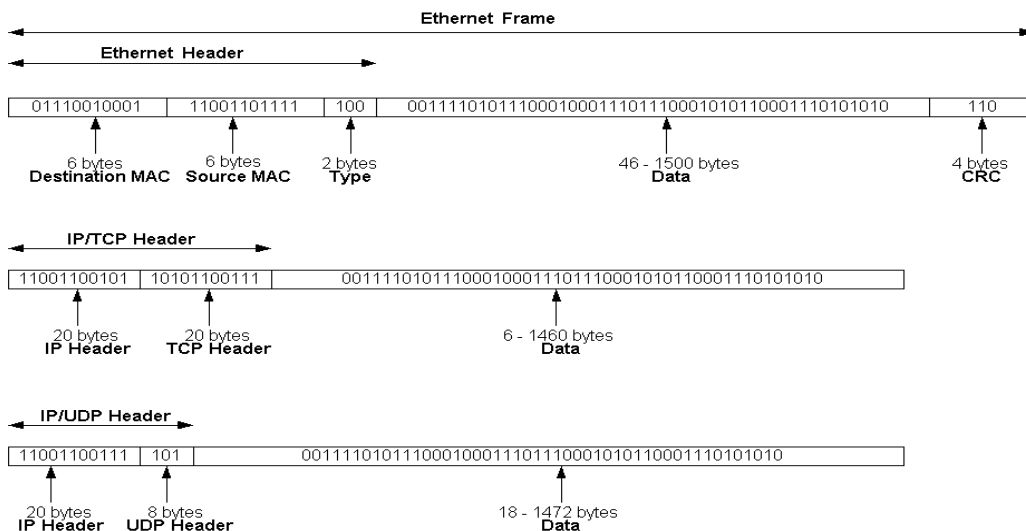 Ethernet Frame
Ethernet Header
01110010001 11001101111 100 00111101011100010001110111000101011000111010101010 110
6 bytes 6 bytes 2 bytes 46 - 1500 bytes 4 bytes
Destination MAC Source MAC Type Data CRC
IP/TCP Header
11001100101 10101100111 00111101011100010001110111000101011000111010101010
20 bytes 20 bytes 6 - 1460 bytes
IP Header TCP Header Data
IP/UDP Header
11001100111 101 00111101011100010001110111000101011000111010101010
20 bytes 8 bytes 18 - 1472 bytes
IP Header UDP Header Data